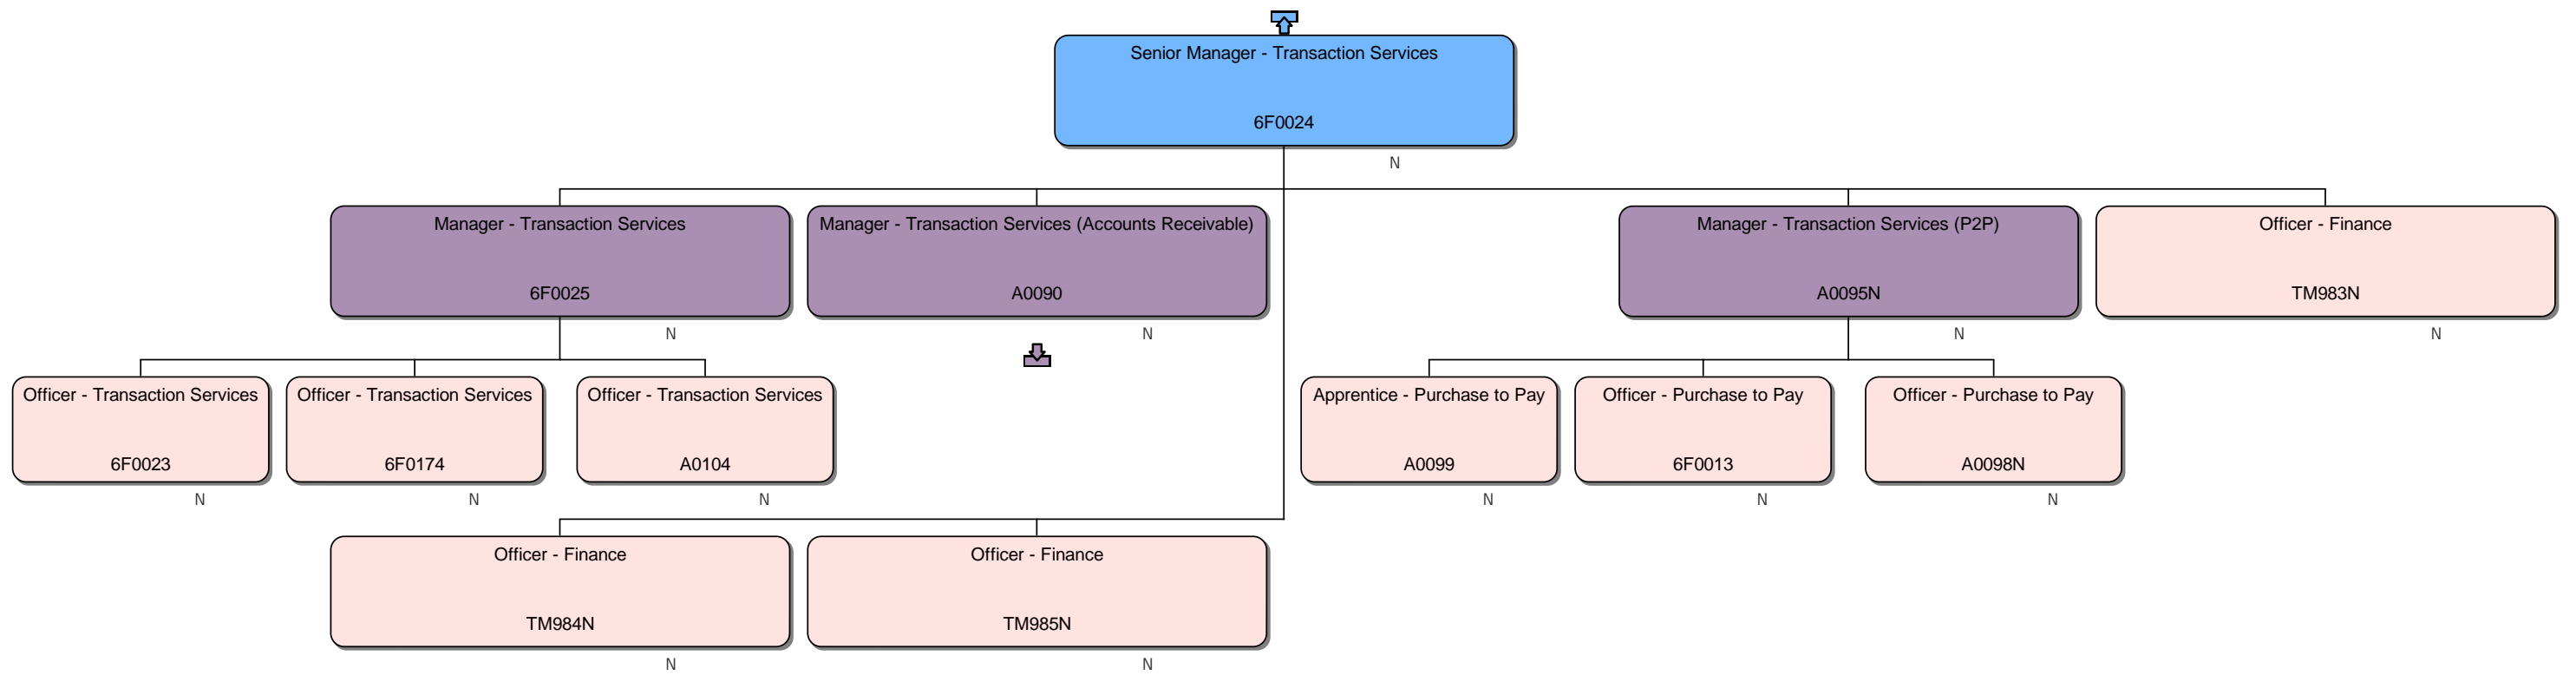 Senior Manager - Transaction Services
6F0024
N
Manager - Transaction Services
6F0025
N
Manager - Transaction Services (Accounts Receivable)
A0090
N
Manager - Transaction Services (P2P)
A0095N
N
Officer - Finance
TM983N
N
Officer - Transaction Services
6F0023
N
Officer - Transaction Services
6F0174
N
Officer - Transaction Services
A0104
N
Apprentice - Purchase to Pay
A0099
N
Officer - Purchase to Pay
6F0013
N
Officer - Purchase to Pay
A0098N
N
Officer - Finance
TM984N
N
Officer - Finance
TM985N
N